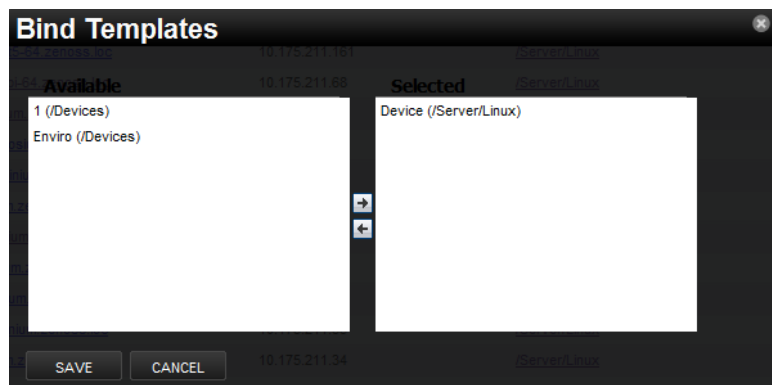 Bind Templates
10.175.211.161 /Server/Linux
10.175.211.68 /Server/Linux
Available Selected
1 (/Devices) Device (/Server/Linux)
Enviro (/Devices)
10.175.211.34 /Server/Linux
SAVE CANCEL